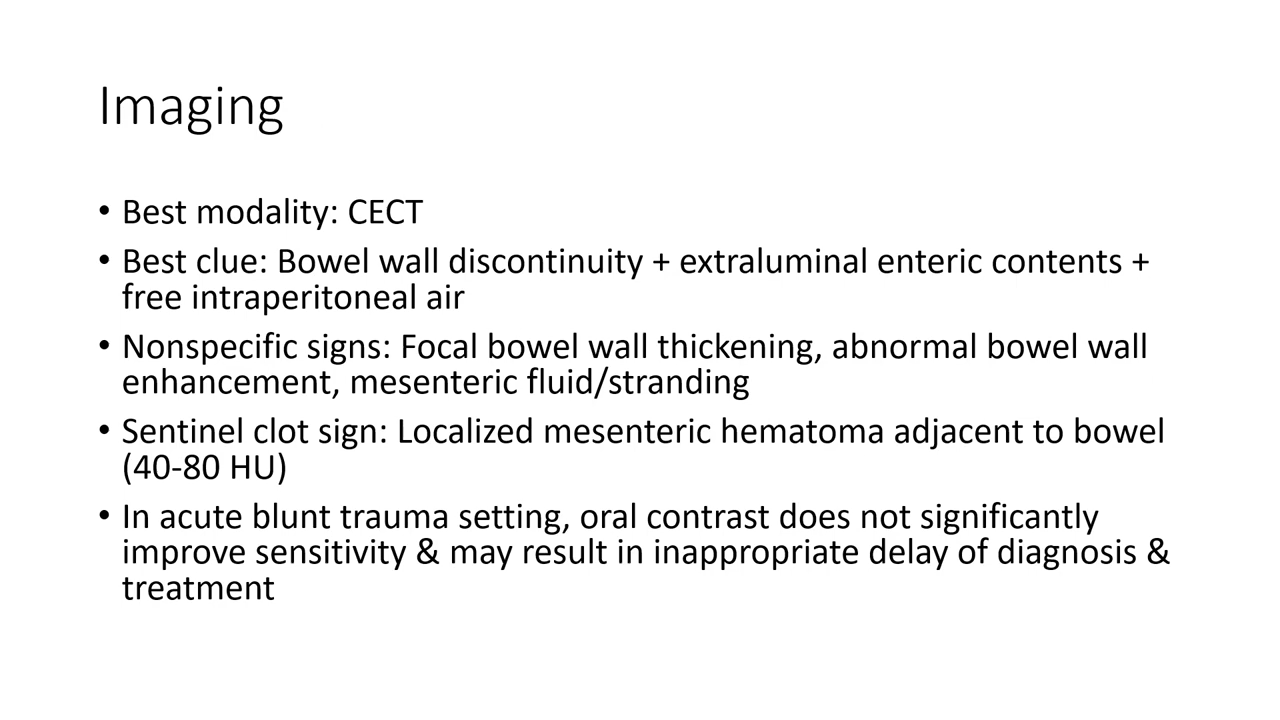 Imaging
• Best modality: CECT
• Best clue: Bowel wall discontinuity + extraluminal enteric contents +
free intraperitoneal air
• Nonspecific signs: Focal bowel wall thickening, abnormal bowel wall
enhancement, mesenteric fluid/stranding
• Sentinel clot sign: Localized mesenteric hematoma adjacent to bowel
(40-80 HU)
• In acute blunt trauma setting, oral contrast does not significantly
improve sensitivity & may result in inappropriate delay of diagnosis &
treatment